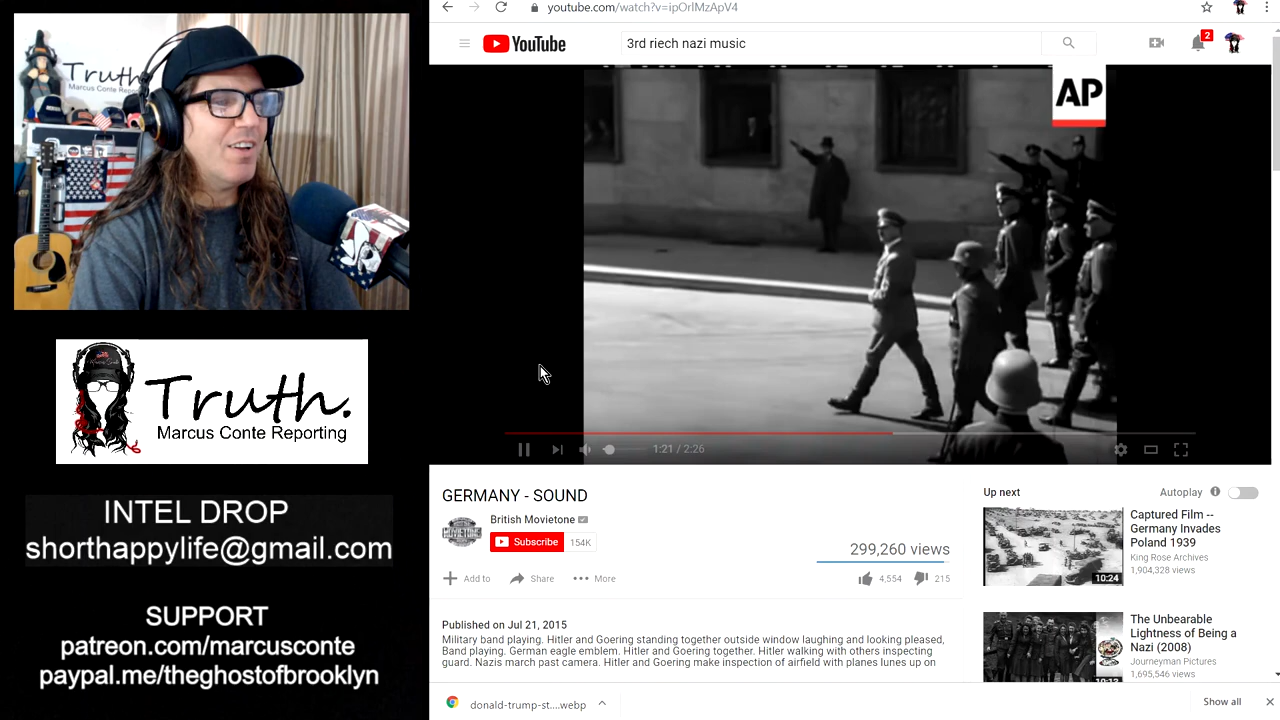 Truth.
Marcus Conte Repor
Truth.
Marcus Conte Reporting
INTEL DROP
shorthappylife@gmail.com
SUPPORT
patreon.com/marcusconte
paypal.me/theghostofbrooklyn
youtube.com/watch?v=ipOrlMzApV4
YouTube
3rd riech nazi music
2
AP
1:21 / 2:26
GERMANY - SOUND
British Movietone
Subscribe 154K
299,260 views
Add to Share More
4,554 215
Published on Jul 21, 2015
Military band playing. Hitler and Goering standing together outside window laughing and looking pleased,
Band playing. German eagle emblem. Hitler and Goering together. Hitler walking with others inspecting
guard. Nazis march past camera. Hitler and Goering make inspection of airfield with planes lunes up on
Up next
Autoplay
Captured Film --
Germany Invades
Poland 1939
King Rose Archives
1,904,328 views
10:24
The Unbearable
Lightness of Being a
Nazi (2008)
Journeyman Pictures
1,695,546 views
10:13
donald-trump-st....webp
Show all